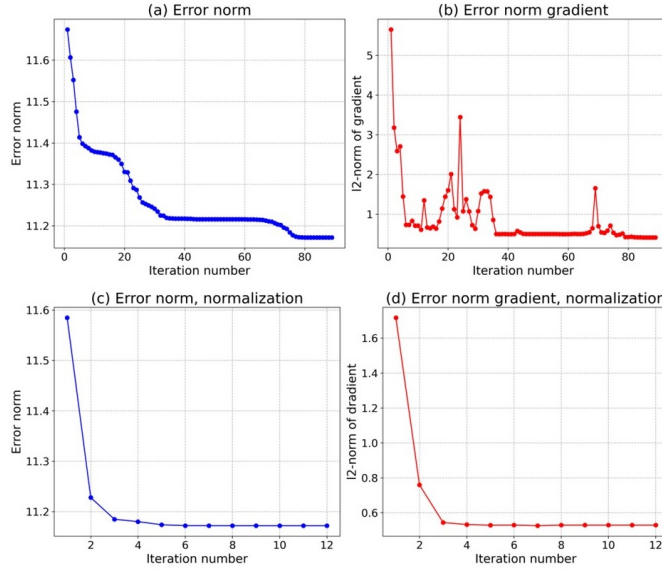 (a) Error norm
11.6
11.5
11.4
11.3
11.2
Error norm
0 20 40 60 80
Iteration number
(b) Error norm gradient
5
4
3
2
1
l2-norm of gradient
0 20 40 60 80
Iteration number
(c) Error norm, normalization
11.6
11.5
11.4
11.3
11.2
Error norm
2 4 6 8 10 12
Iteration number
(d) Error norm gradient, normalization
1.6
1.4
1.2
1.0
0.8
0.6
l2-norm of dradient
2 4 6 8 10 12
Iteration number